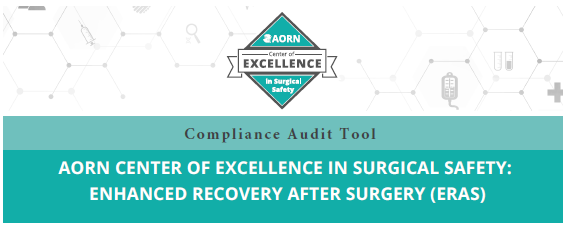 AORN
Center of
EXCELLENCE
in Surgical
Safety
Compliance Audit Tool
AORN CENTER OF EXCELLENCE IN SURGICAL SAFETY:
ENHANCED RECOVERY AFTER SURGERY (ERAS)